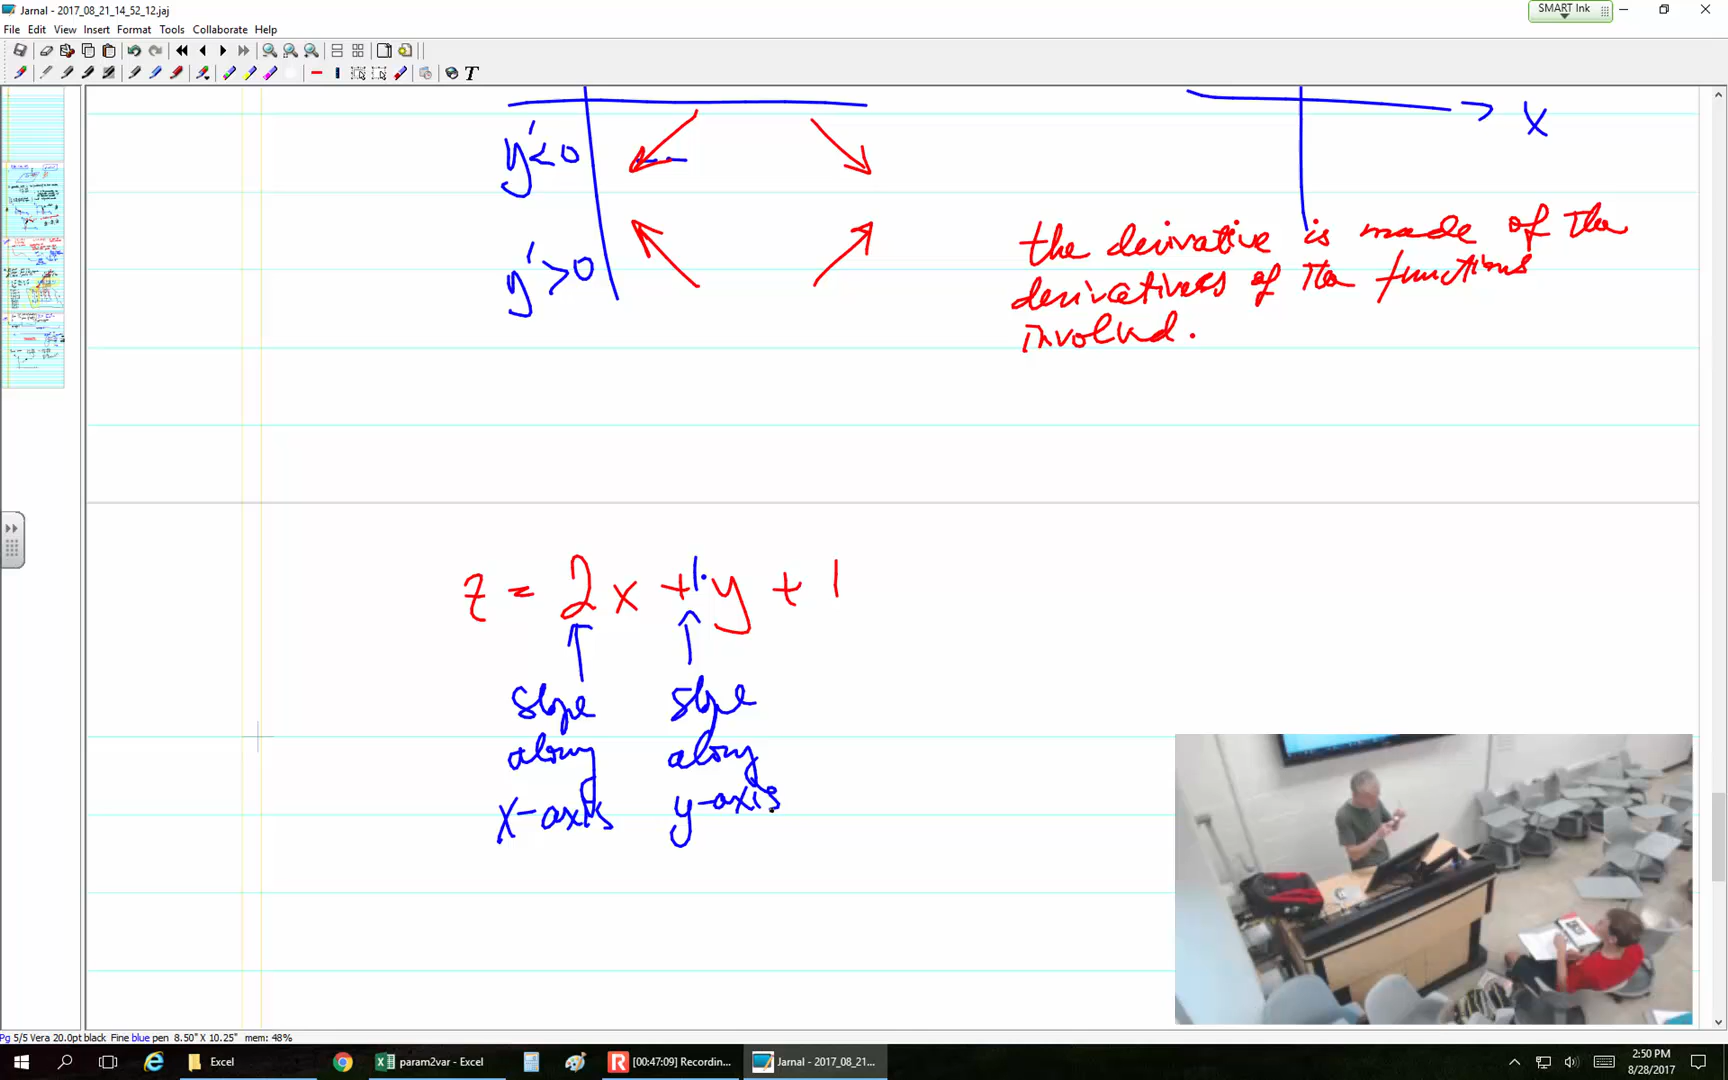 Jarnal - 2017_08_21_14_52_12.jaj
SMART Ink
File Edit View Insert Format Tools Collaborate Help
T
x
y'<0
y'>0
the derivative is made of the
derivatives of the functions
involved.
z = 2x + 1·y + 1
slope slope
along along
x-axis y-axis
Pg 5/5 Vera 20.0pt black Fine blue pen 8.50" X 10.25" mem: 48%
Excel
param2var - Excel
[00:47:09] Recordin...
Jarnal - 2017_08_21...
2:50 PM
8/28/2017